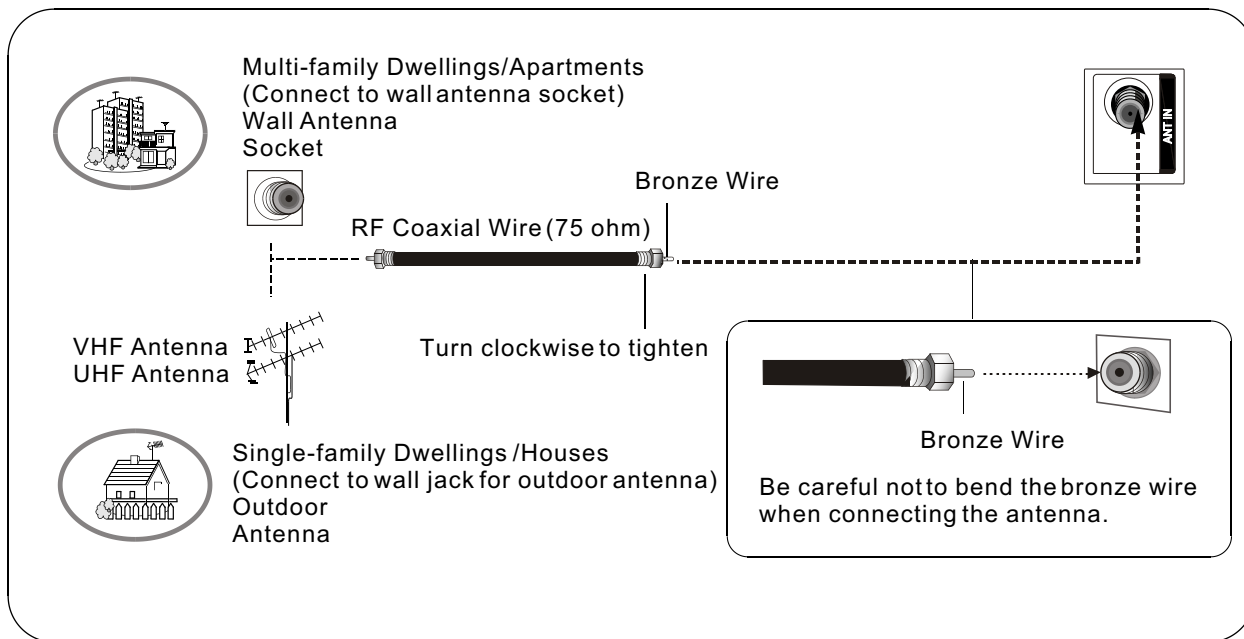 Multi-family Dwellings/Apartments
(Connect to wall antenna socket)
Wall Antenna
Socket
ANT IN
Bronze Wire
RF Coaxial Wire (75 ohm)
VHF Antenna
UHF Antenna
Turn clockwise to tighten
Bronze Wire
Be careful not to bend the bronze wire
when connecting the antenna.
Single-family Dwellings /Houses
(Connect to wall jack for outdoor antenna)
Outdoor
Antenna